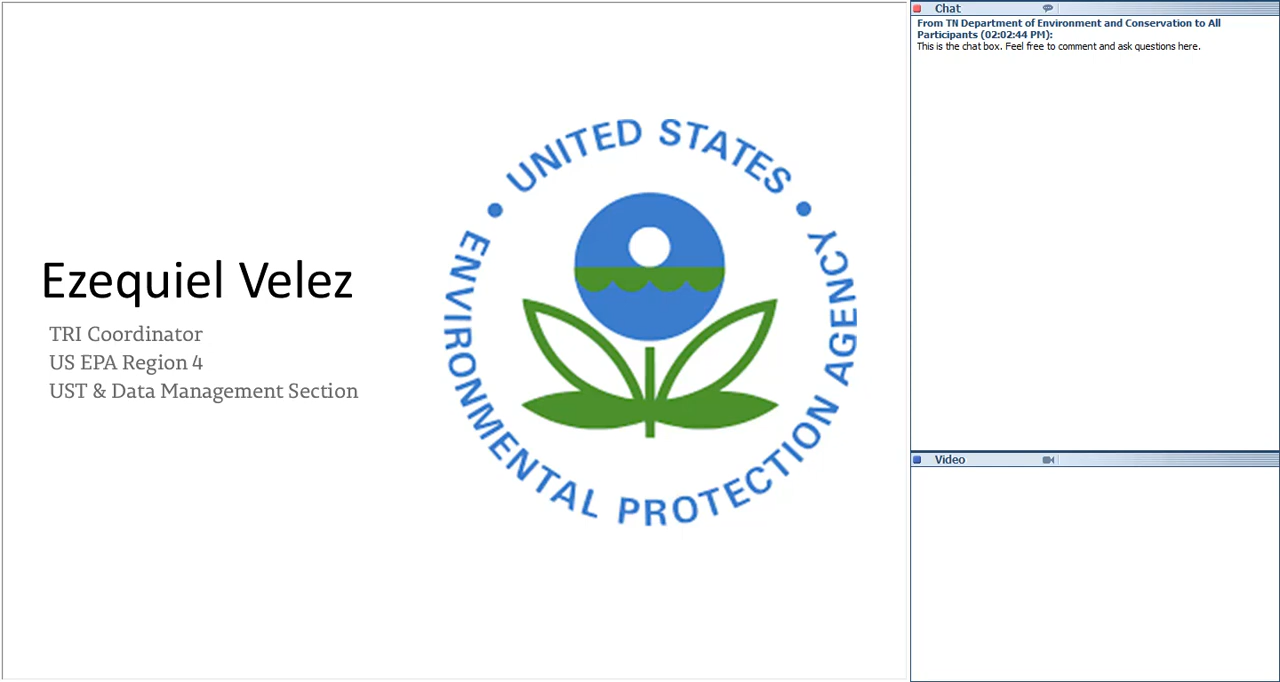 Ezequiel Velez
TRI Coordinator
US EPA Region 4
UST & Data Management Section
• UNITED STATES •
ENVIRONMENTAL PROTECTION AGENCY
Chat
From TN Department of Environment and Conservation to All
Participants (02:02:44 PM):
This is the chat box. Feel free to comment and ask questions here.
Video